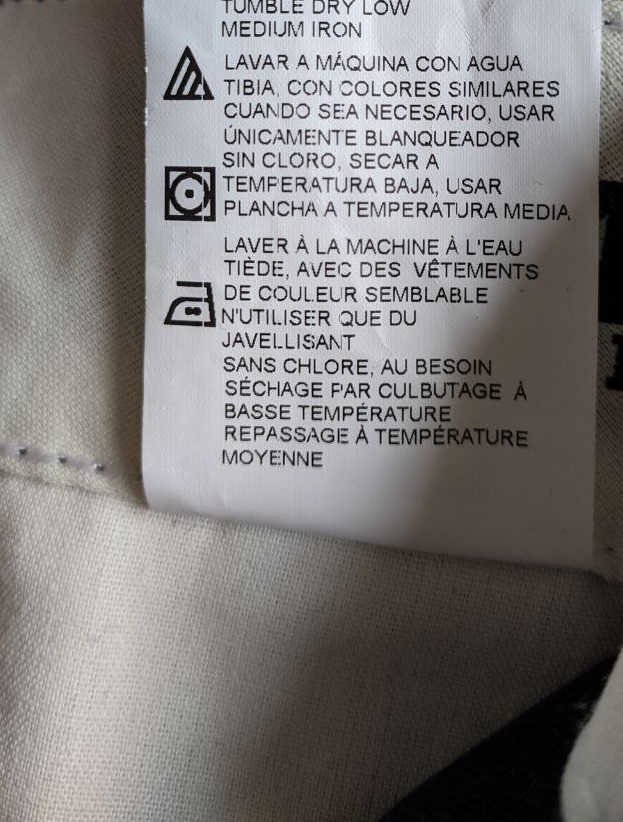 TUMBLE DRY LOW
MEDIUM IRON
LAVAR A MÁQUINA CON AGUA
TIBIA, CON COLORES SIMILARES
CUANDO SEA NECESARIO, USAR
ÚNICAMENTE BLANQUEADOR
SIN CLORO, SECAR A
TEMPERATURA BAJA, USAR
PLANCHA A TEMPERATURA MEDIA
LAVER À LA MACHINE À L'EAU
TIÈDE, AVEC DES VÊTEMENTS
DE COULEUR SEMBLABLE
N'UTILISER QUE DU
JAVELLISANT
SANS CHLORE, AU BESOIN
SÉCHAGE PAR CULBUTAGE À
BASSE TEMPÉRATURE
REPASSAGE À TEMPÉRATURE
MOYENNE